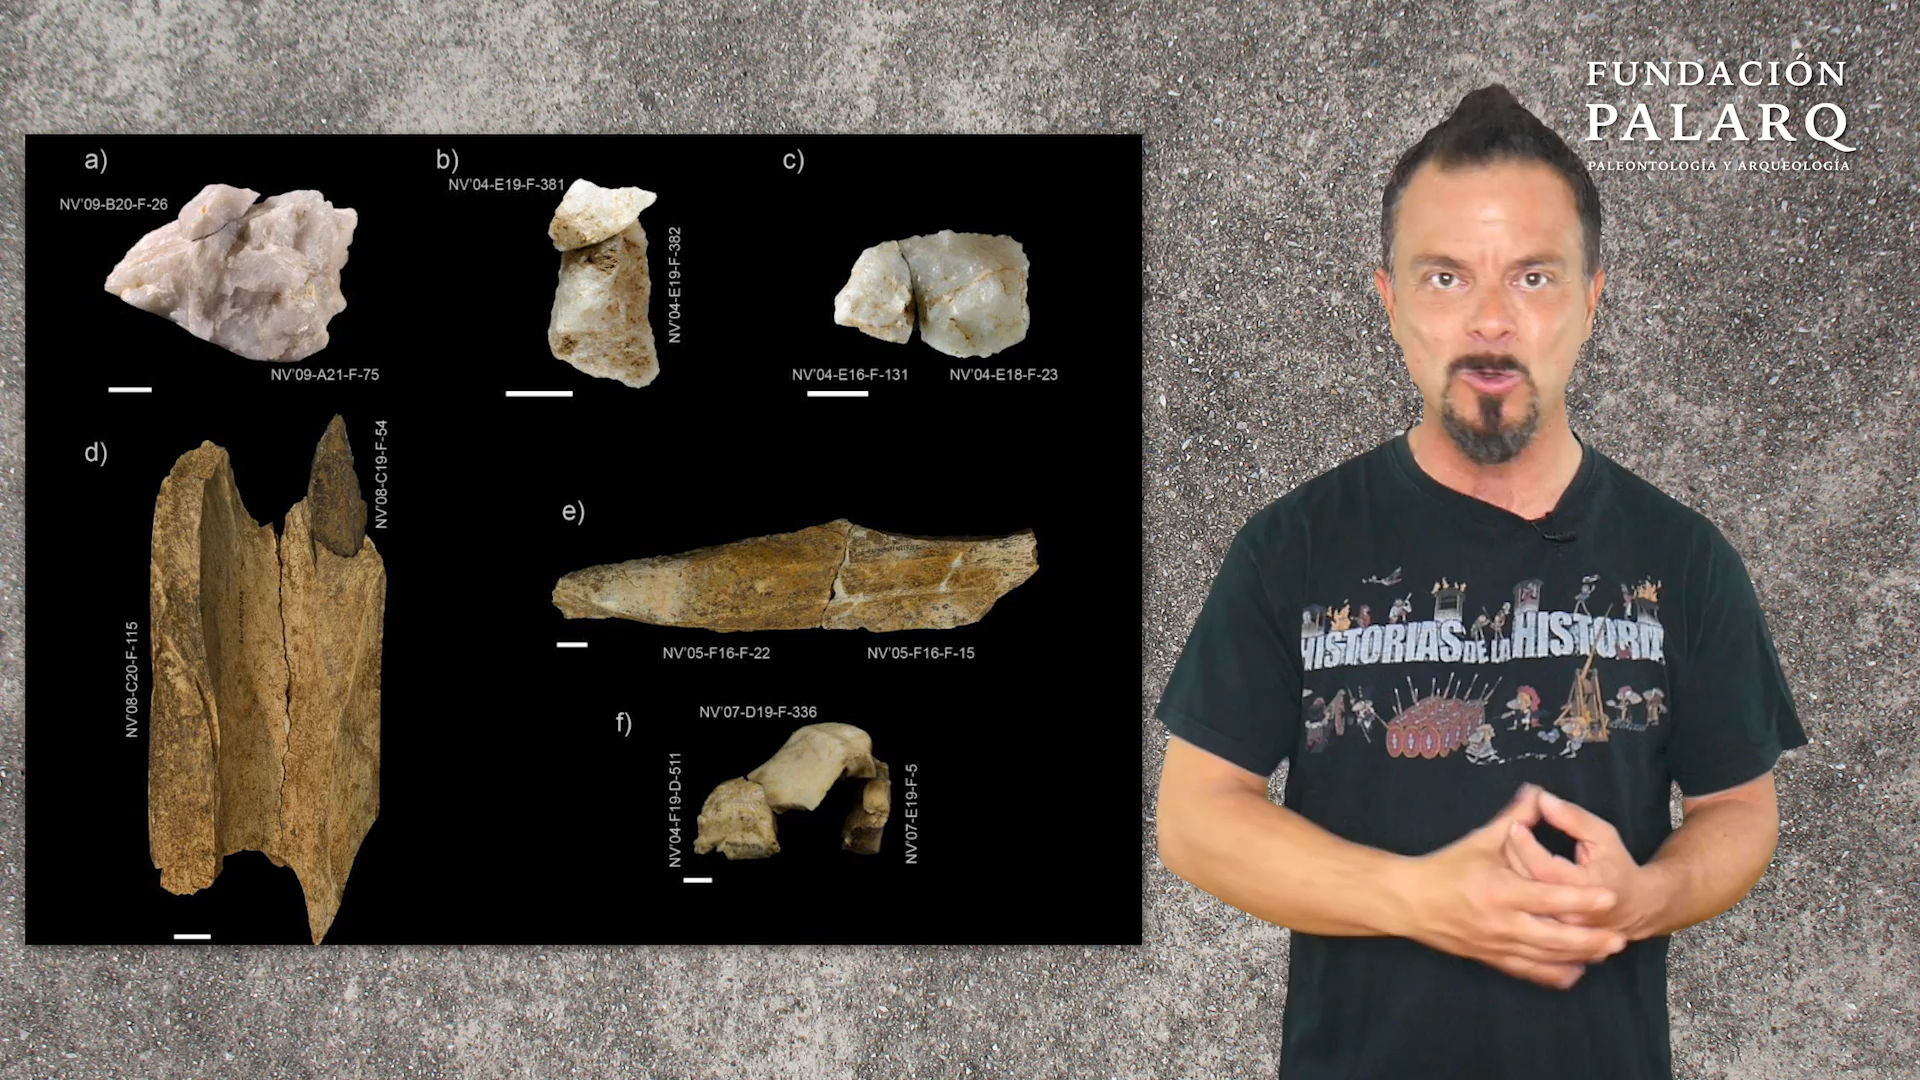 FUNDACIÓN
PALARQ
PALEONTOLOGÍA Y ARQUEOLOGÍA
a)
NV'09-B20-F-26
NV'09-A21-F-75
b)
NV'04-E19-F-381
NV'04-E19-F-382
c)
NV'04-E16-F-131
NV'04-E18-F-23
d)
NV'08-C19-F-54
NV'08-C20-F-115
e)
NV'05-F16-F-22
NV'05-F16-F-15
f)
NV'07-D19-F-336
NV'04-F19-D-511
NV'07-E19-F-5
HISTORIAS DE LA HISTORIA